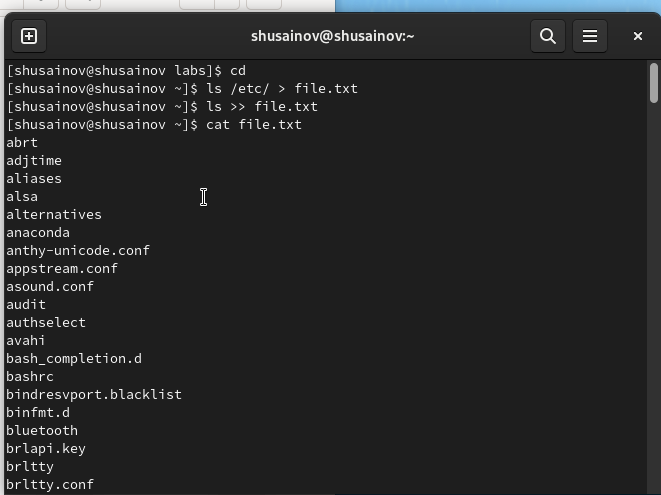 shusainov@shusainov:~
[shusainov@shusainov labs]$ cd
[shusainov@shusainov ~]$ ls /etc/ > file.txt
[shusainov@shusainov ~]$ ls >> file.txt
[shusainov@shusainov ~]$ cat file.txt
abrt
adjtime
aliases
alsa
alternatives
anaconda
anthy-unicode.conf
appstream.conf
asound.conf
audit
authselect
avahi
bash_completion.d
bashrc
bindresvport.blacklist
binfmt.d
bluetooth
brlapi.key
brltty
brltty.conf